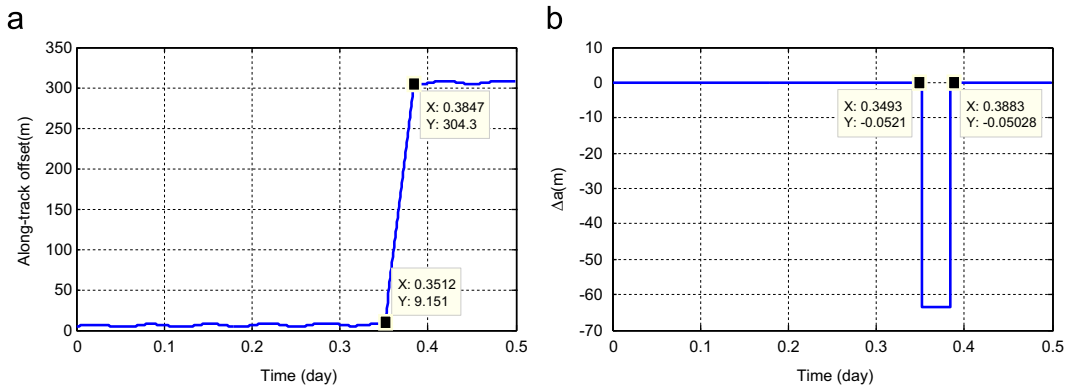 a
350
300
250
200
150
100
50
0
Along-track offset(m)
X: 0.3847
Y: 304.3
X: 0.3512
Y: 9.151
0
0.1
0.2
0.3
0.4
0.5
Time (day)
b
10
0
-10
-20
-30
-40
-50
-60
-70
Δa(m)
X: 0.3493
Y: -0.0521
X: 0.3883
Y: -0.05028
0
0.1
0.2
0.3
0.4
0.5
Time (day)